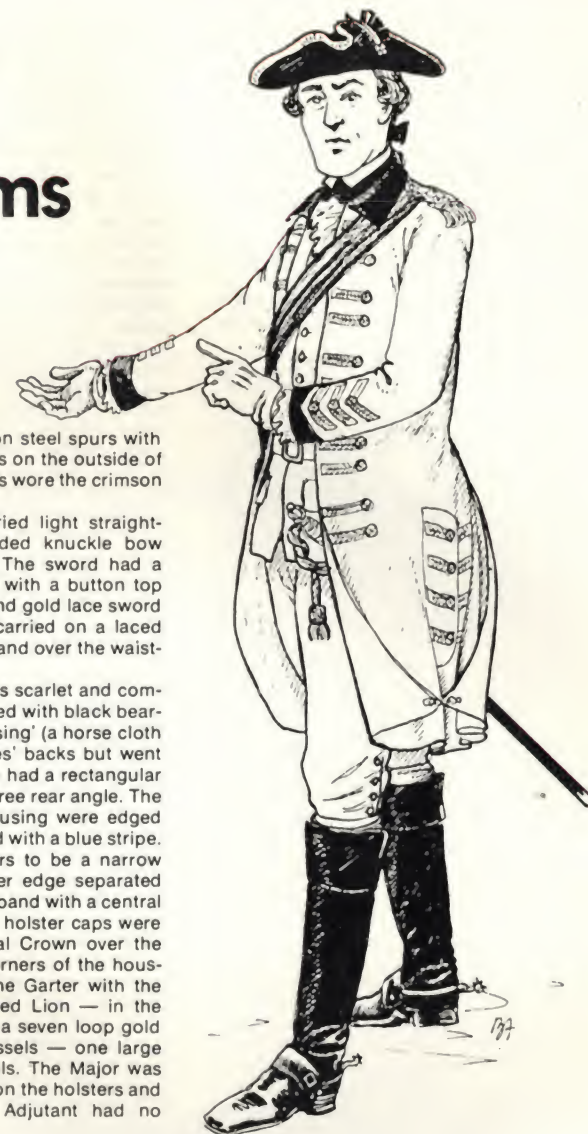 ms
on steel spurs with
s on the outside of
s wore the crimson
ried light straight-
ded knuckle bow
The sword had a
with a button top
nd gold lace sword
carried on a laced
and over the waist-
s scarlet and com-
ed with black bear-
sing' (a horse cloth
es' backs but went
had a rectangular
ree rear angle. The
using were edged
d with a blue stripe.
rs to be a narrow
er edge separated
band with a central
holster caps were
al Crown over the
rners of the hous-
ne Garter with the
ed Lion — in the
a seven loop gold
ssels — one large
ls. The Major was
on the holsters and
Adjutant had no